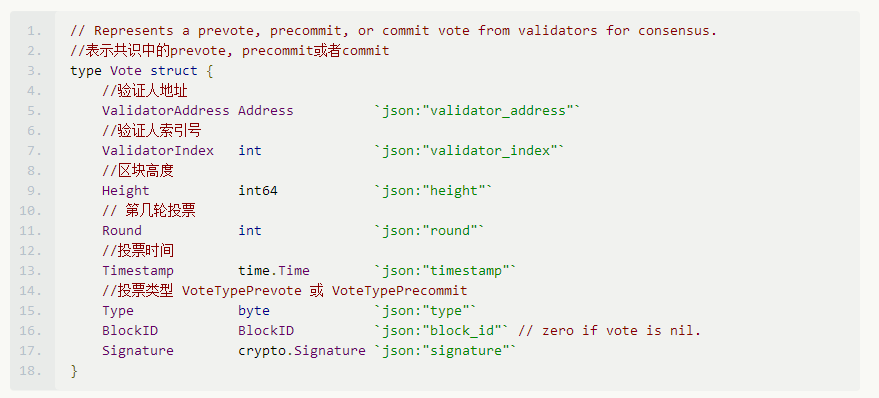 1. // Represents a prevote, precommit, or commit vote from validators for consensus.
2. //表示共识中的prevote, precommit或者commit
3. type Vote struct {
4.     //验证人地址
5.     ValidatorAddress Address          `json:"validator_address"`
6.     //验证人索引号
7.     ValidatorIndex   int              `json:"validator_index"`
8.     //区块高度
9.     Height           int64            `json:"height"`
10.     // 第几轮投票
11.     Round            int              `json:"round"`
12.     //投票时间
13.     Timestamp        time.Time        `json:"timestamp"`
14.     //投票类型 VoteTypePrevote 或 VoteTypePrecommit
15.     Type             byte             `json:"type"`
16.     BlockID          BlockID          `json:"block_id"` // zero if vote is nil.
17.     Signature        crypto.Signature `json:"signature"`
18. }